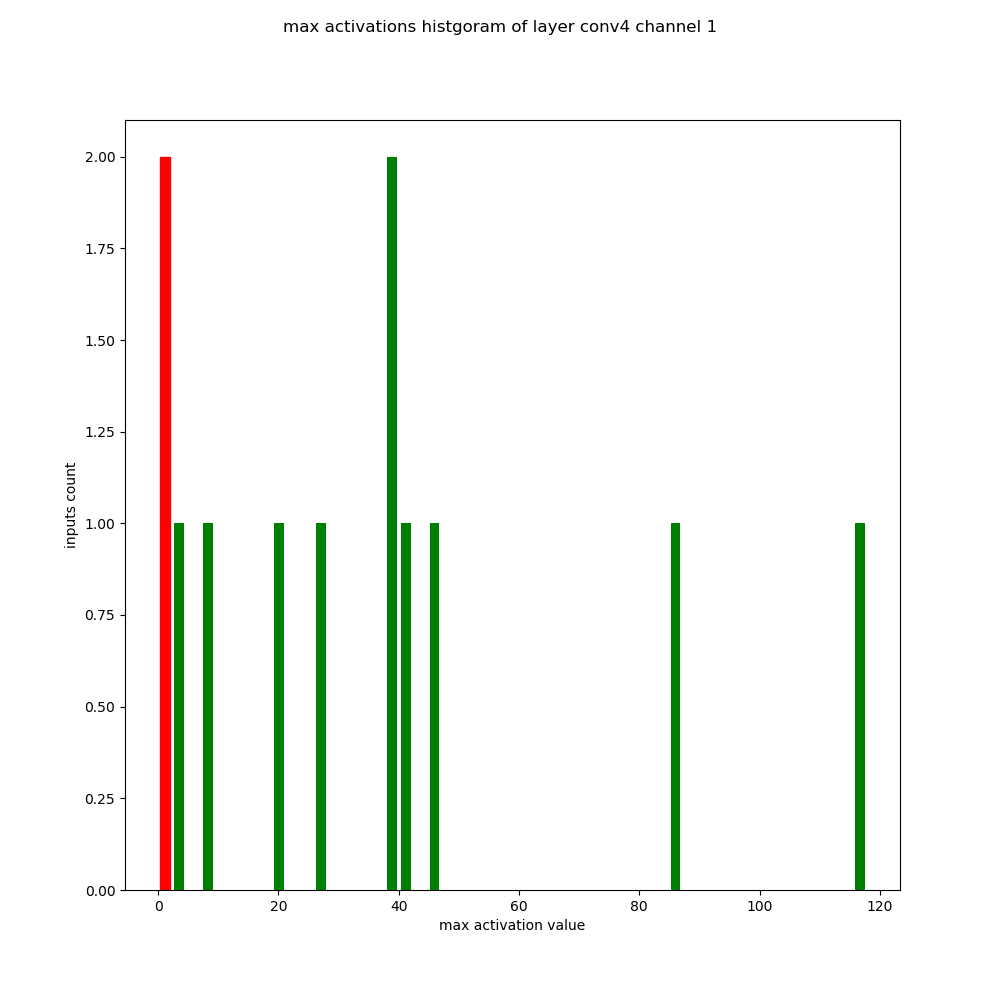 max activations histgoram of layer conv4 channel 1
2.00
1.75
1.50
1.25
1.00
0.75
0.50
0.25
0.00
inputs count
0 20 40 60 80 100 120
max activation value